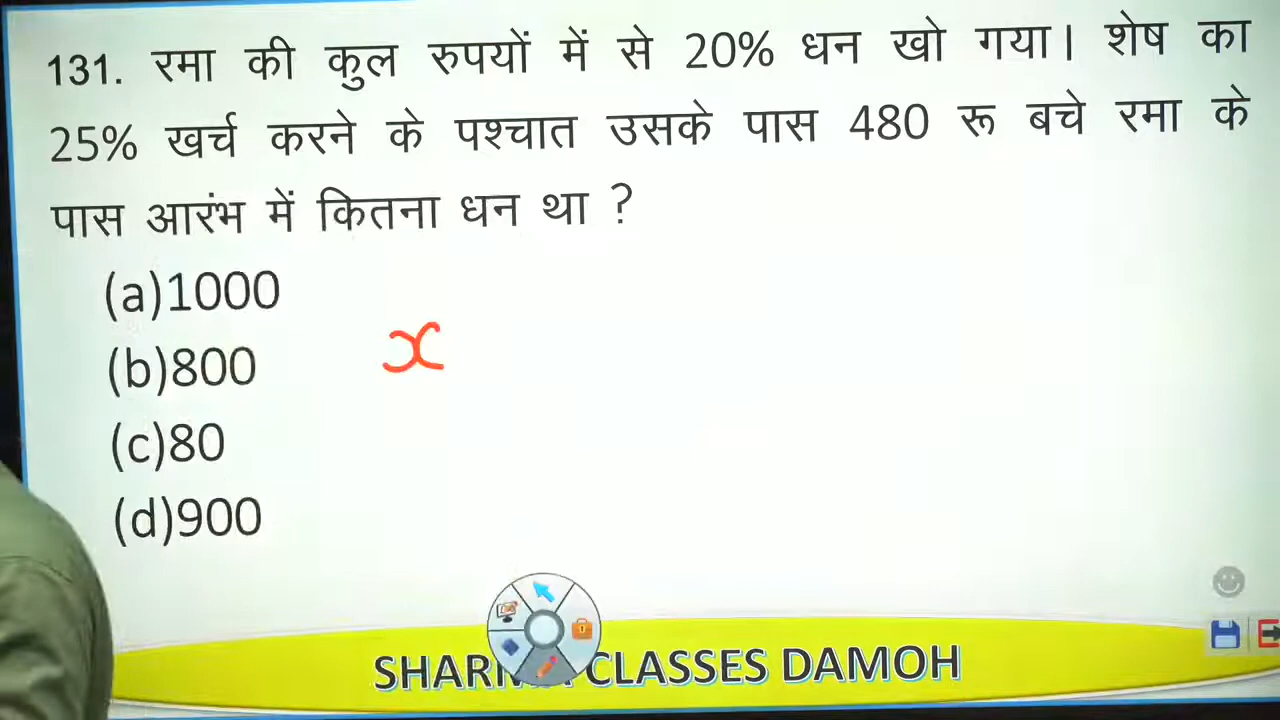 131. रमा की कुल रुपयों में से 20% धन खो गया। शेष का
25% खर्च करने के पश्चात उसके पास 480 रू बचे रमा के
पास आरंभ में कितना धन था ?
(a)1000
(b)800
(c)80
(d)900
x
CLASSES DAMOH